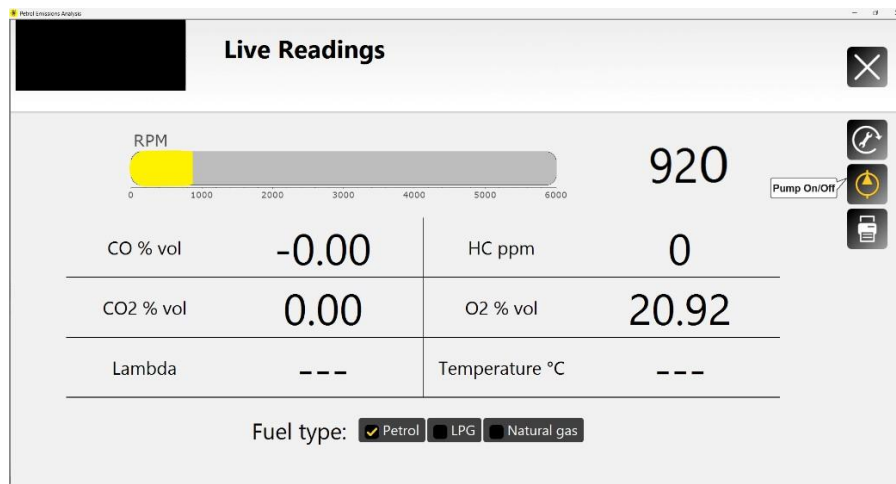 Petrol Emissions Analysis
Live Readings
RPM
0 1000 2000 3000 4000 5000 6000
920
Pump On/Off
CO % vol -0.00 HC ppm 0
CO2 % vol 0.00 O2 % vol 20.92
Lambda --- Temperature °C ---
Fuel type: Petrol LPG Natural gas